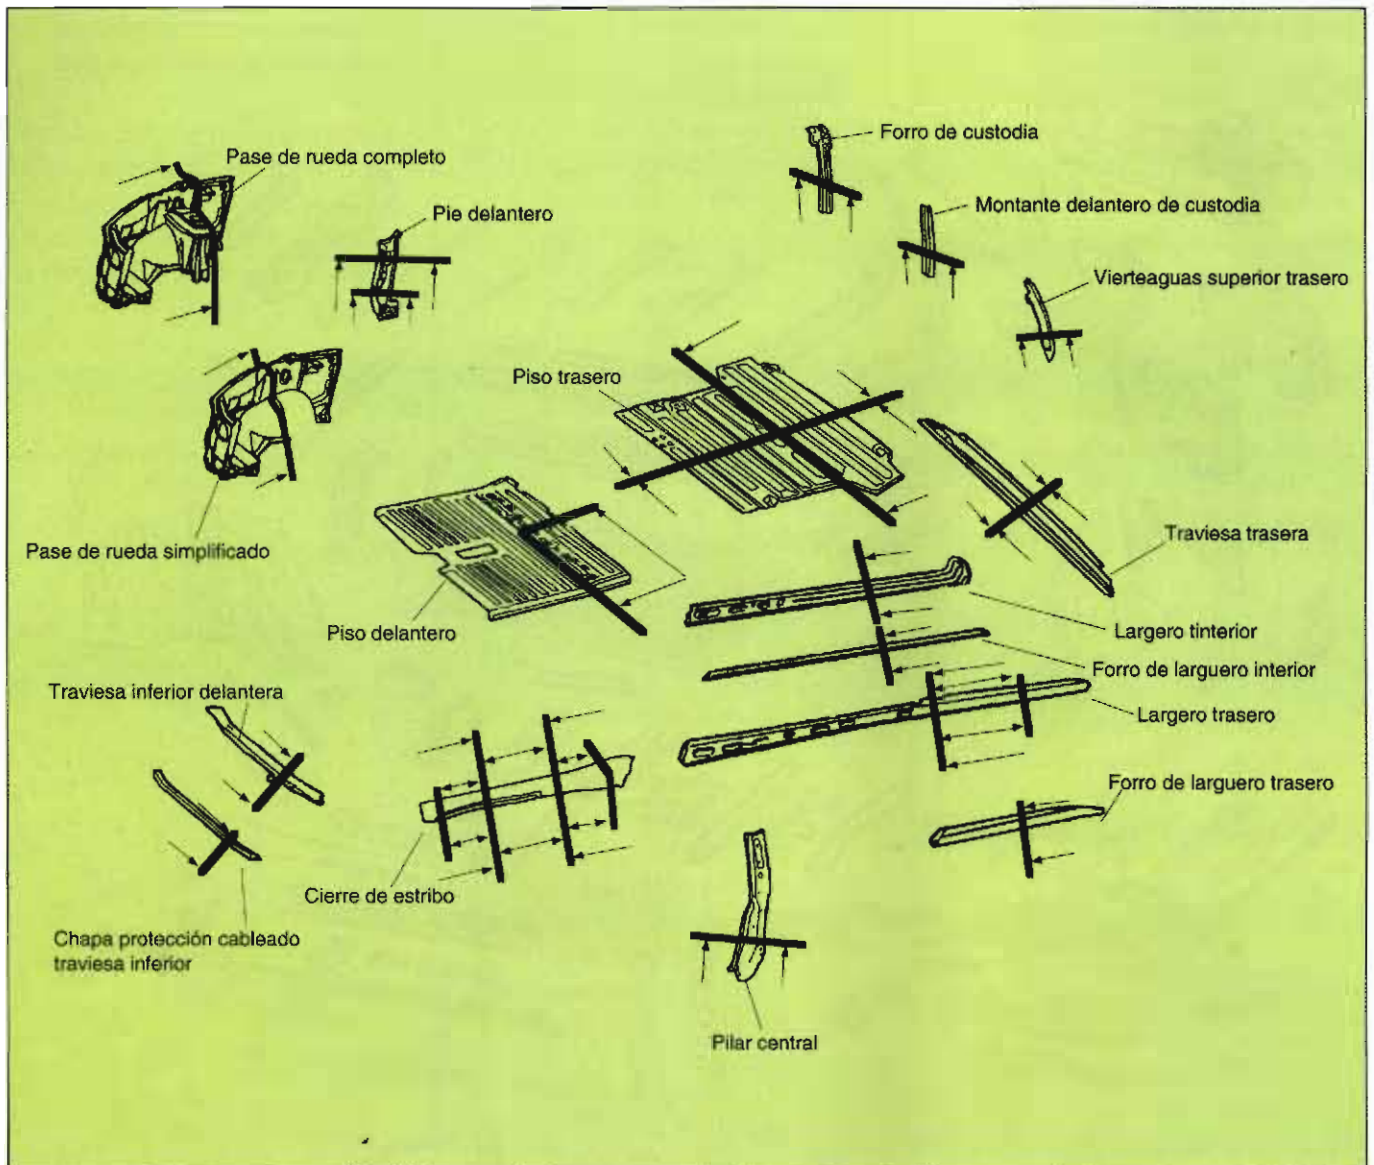 Forro de custodia
Pase de rueda completo
Montante delantero de custodia
Pie delantero
Vierteaguas superior trasero
Piso trasero
Traviesa trasera
Pase de rueda simplificado
Piso delantero
Largero tinterior
Forro de larguero interior
Traviesa inferior delantera
Largero trasero
Forro de larguero trasero
Cierre de estribo
Chapa protección cableado
traviesa inferior
Pilar central